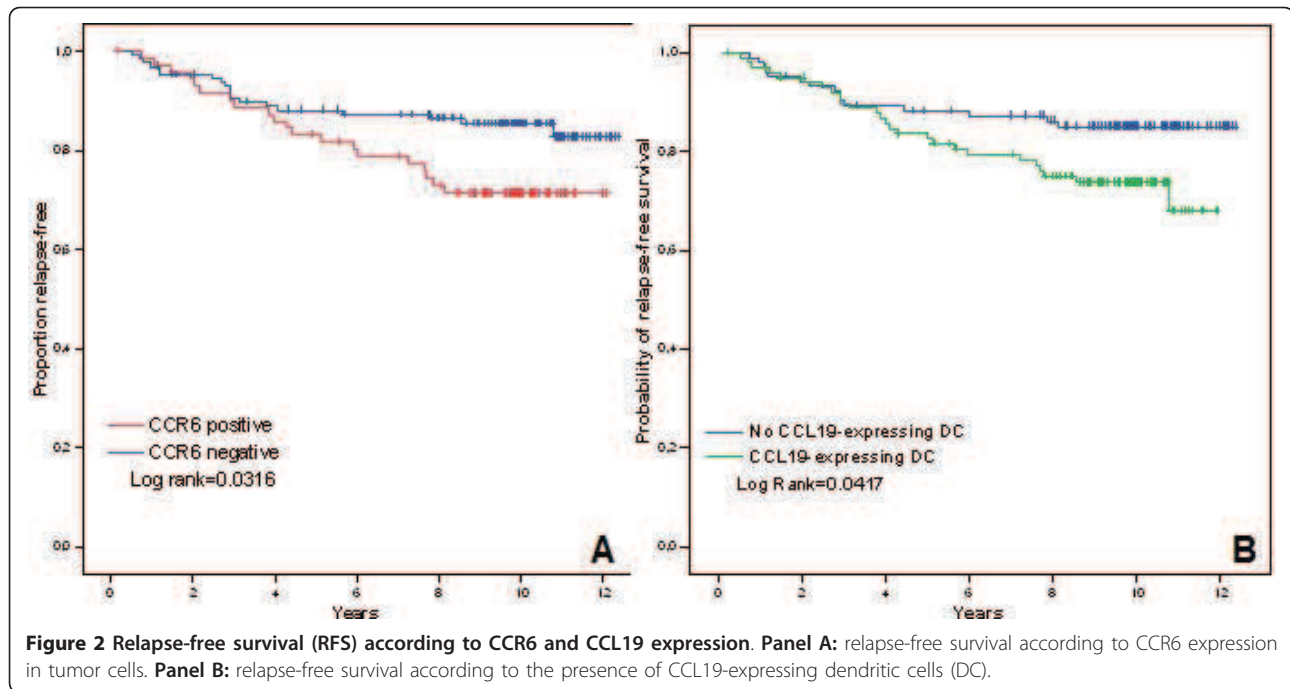 1,0
0,8
0,6
0,4
0,2
0,0
Proportion relapse-free
CCR6 positive
CCR6 negative
Log rank=0.0316
A
0 2 4 6 8 10 12
Years
1,0
0,8
0,6
0,4
0,2
0,0
Probability of relapse-free survival
No CCL19-expressing DC
CCL19-expressing DC
Log Rank=0.0417
B
0 2 4 6 8 10 12
Years
Figure 2 Relapse-free survival (RFS) according to CCR6 and CCL19 expression. Panel A: relapse-free survival according to CCR6 expression
in tumor cells. Panel B: relapse-free survival according to the presence of CCL19-expressing dendritic cells (DC).